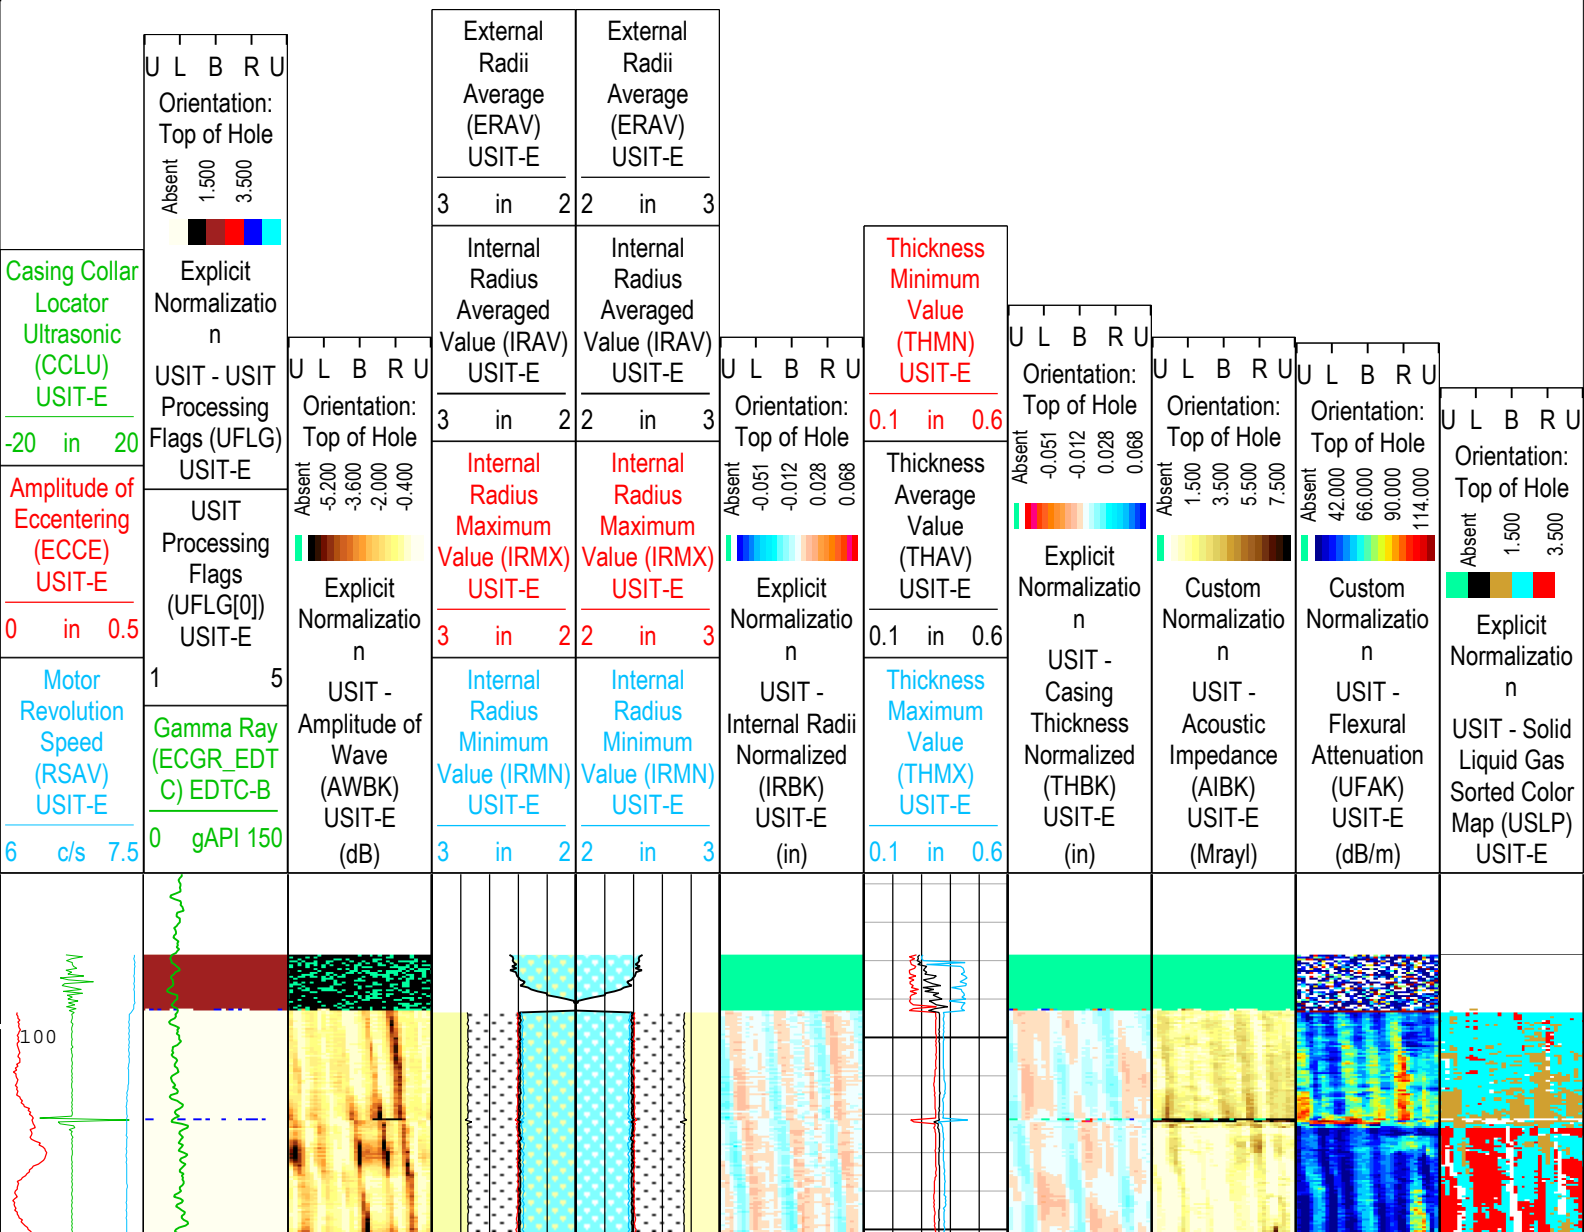 Casing Collar
Locator
Ultrasonic
(CCLU)
USIT-E
-20 in 20
Amplitude of
Eccentering
(ECCE)
USIT-E
0 in 0.5
Motor
Revolution
Speed
(RSAV)
USIT-E
6 c/s 7.5
U L B R U
Orientation:
Top of Hole
Absent
1.500
3.500
Explicit
Normalizatio
n
USIT - USIT
Processing
Flags (UFLG)
USIT-E
USIT
Processing
Flags
(UFLG[0])
USIT-E
1 5
Gamma Ray
(ECGR_EDT
C) EDTC-B
0 gAPI 150
U L B R U
Orientation:
Top of Hole
Absent
-5.200
-3.600
-2.000
-0.400
Explicit
Normalizatio
n
USIT -
Amplitude of
Wave
(AWBK)
USIT-E
(dB)
External
Radii
Average
(ERAV)
USIT-E
3 in 2
Internal
Radius
Averaged
Value (IRAV)
USIT-E
3 in 2
Internal
Radius
Maximum
Value (IRMX)
USIT-E
3 in 2
Internal
Radius
Minimum
Value (IRMN)
USIT-E
3 in 2
External
Radii
Average
(ERAV)
USIT-E
2 in 3
Internal
Radius
Averaged
Value (IRAV)
USIT-E
2 in 3
Internal
Radius
Maximum
Value (IRMX)
USIT-E
2 in 3
Internal
Radius
Minimum
Value (IRMN)
USIT-E
2 in 3
U L B R U
Orientation:
Top of Hole
Absent
-0.051
-0.012
0.028
0.068
Explicit
Normalizatio
n
USIT -
Internal Radii
Normalized
(IRBK)
USIT-E
(in)
Thickness
Minimum
Value
(THMN)
USIT-E
0.1 in 0.6
Thickness
Average
Value
(THAV)
USIT-E
0.1 in 0.6
Thickness
Maximum
Value
(THMX)
USIT-E
0.1 in 0.6
U L B R U
Orientation:
Top of Hole
Absent
-0.051
-0.012
0.028
0.068
Explicit
Normalizatio
n
USIT -
Casing
Thickness
Normalized
(THBK)
USIT-E
(in)
U L B R U
Orientation:
Top of Hole
Absent
1.500
3.500
5.500
7.500
Custom
Normalizatio
n
USIT -
Acoustic
Impedance
(AIBK)
USIT-E
(Mrayl)
U L B R U
Orientation:
Top of Hole
Absent
42.000
66.000
90.000
114.000
Custom
Normalizatio
n
USIT -
Flexural
Attenuation
(UFAK)
USIT-E
(dB/m)
U L B R U
Orientation:
Top of Hole
Absent
1.500
3.500
Explicit
Normalizatio
n
USIT - Solid
Liquid Gas
Sorted Color
Map (USLP)
USIT-E
100